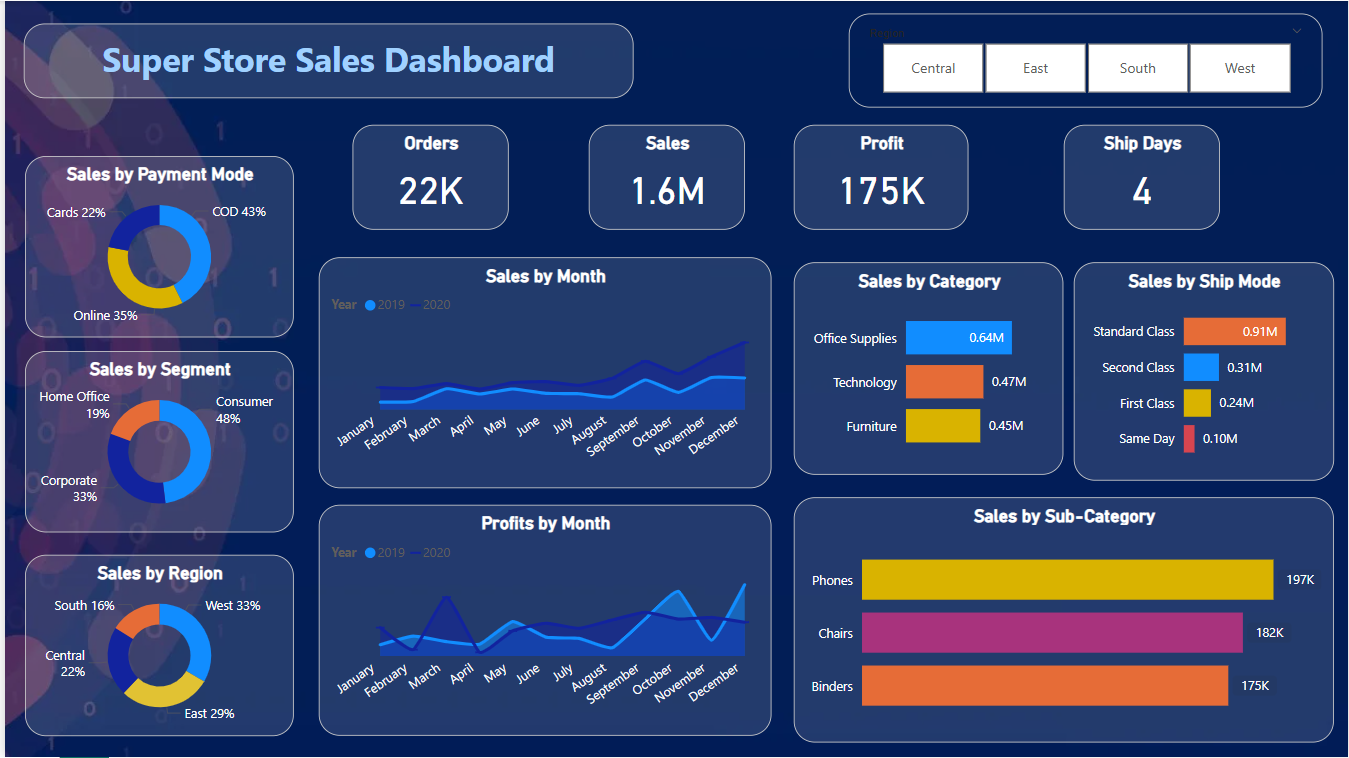 Super Store Sales Dashboard
Region
Central
East
South
West
Orders
22K
Sales
1.6M
Profit
175K
Ship Days
4
Sales by Payment Mode
Cards 22%
COD 43%
Online 35%
Sales by Segment
Home Office
19%
Consumer
48%
Corporate
33%
Sales by Region
South 16%
West 33%
Central
22%
East 29%
Sales by Month
Year 2019 2020
January
February
March
April
May
June
July
August
September
October
November
December
Profits by Month
Year 2019 2020
January
February
March
April
May
June
July
August
September
October
November
December
Sales by Category
Office Supplies 0.64M
Technology 0.47M
Furniture 0.45M
Sales by Ship Mode
Standard Class 0.91M
Second Class 0.31M
First Class 0.24M
Same Day 0.10M
Sales by Sub-Category
Phones 197K
Chairs 182K
Binders 175K